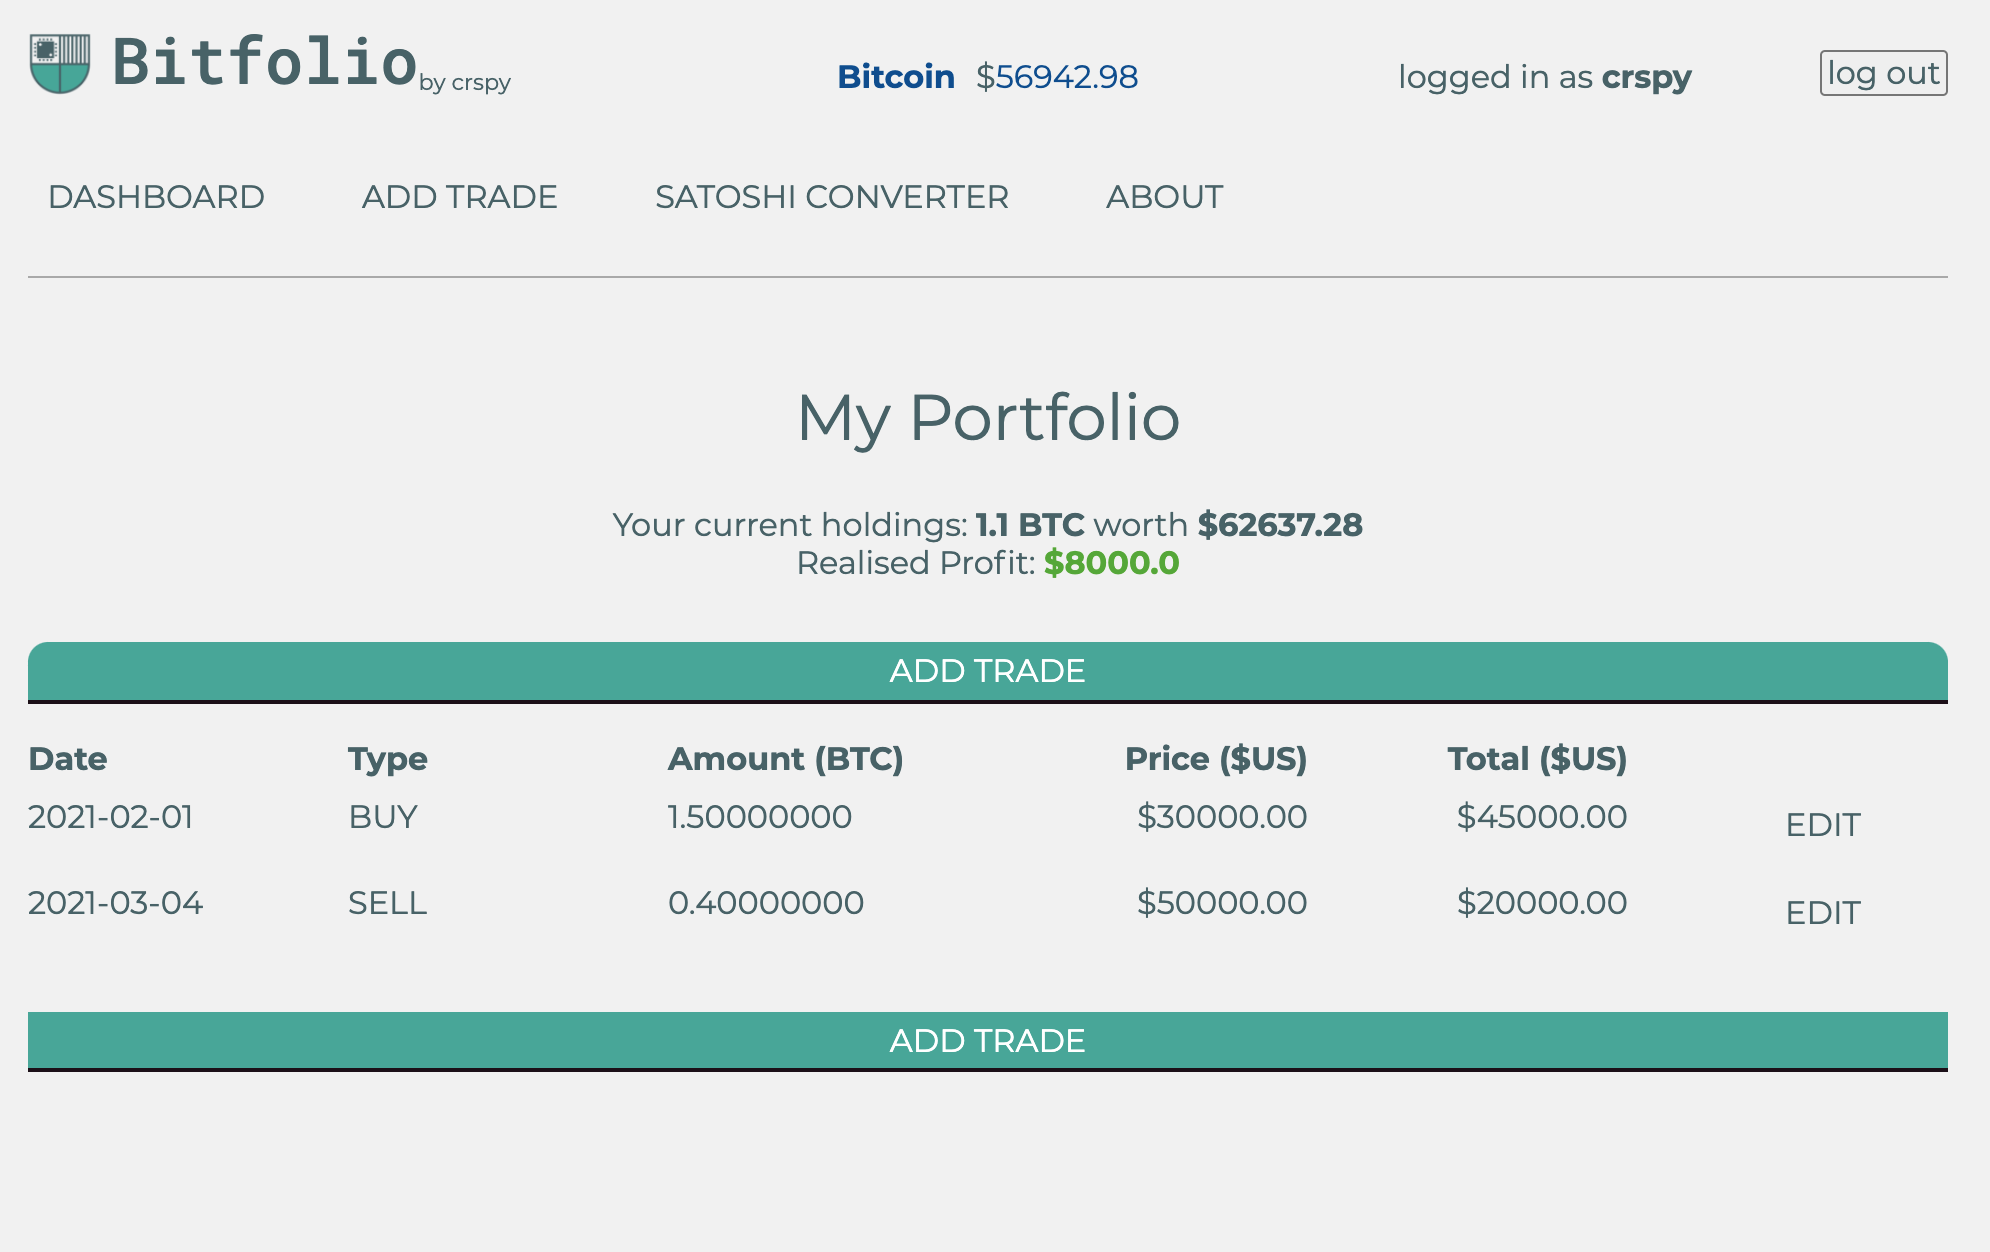 Bitfolio by crspy
Bitcoin $56942.98
logged in as crspy
log out
DASHBOARD ADD TRADE SATOSHI CONVERTER ABOUT
My Portfolio
Your current holdings: 1.1 BTC worth $62637.28
Realised Profit: $8000.0
ADD TRADE
Date Type Amount (BTC) Price ($US) Total ($US)
2021-02-01 BUY 1.50000000 $30000.00 $45000.00 EDIT
2021-03-04 SELL 0.40000000 $50000.00 $20000.00 EDIT
ADD TRADE